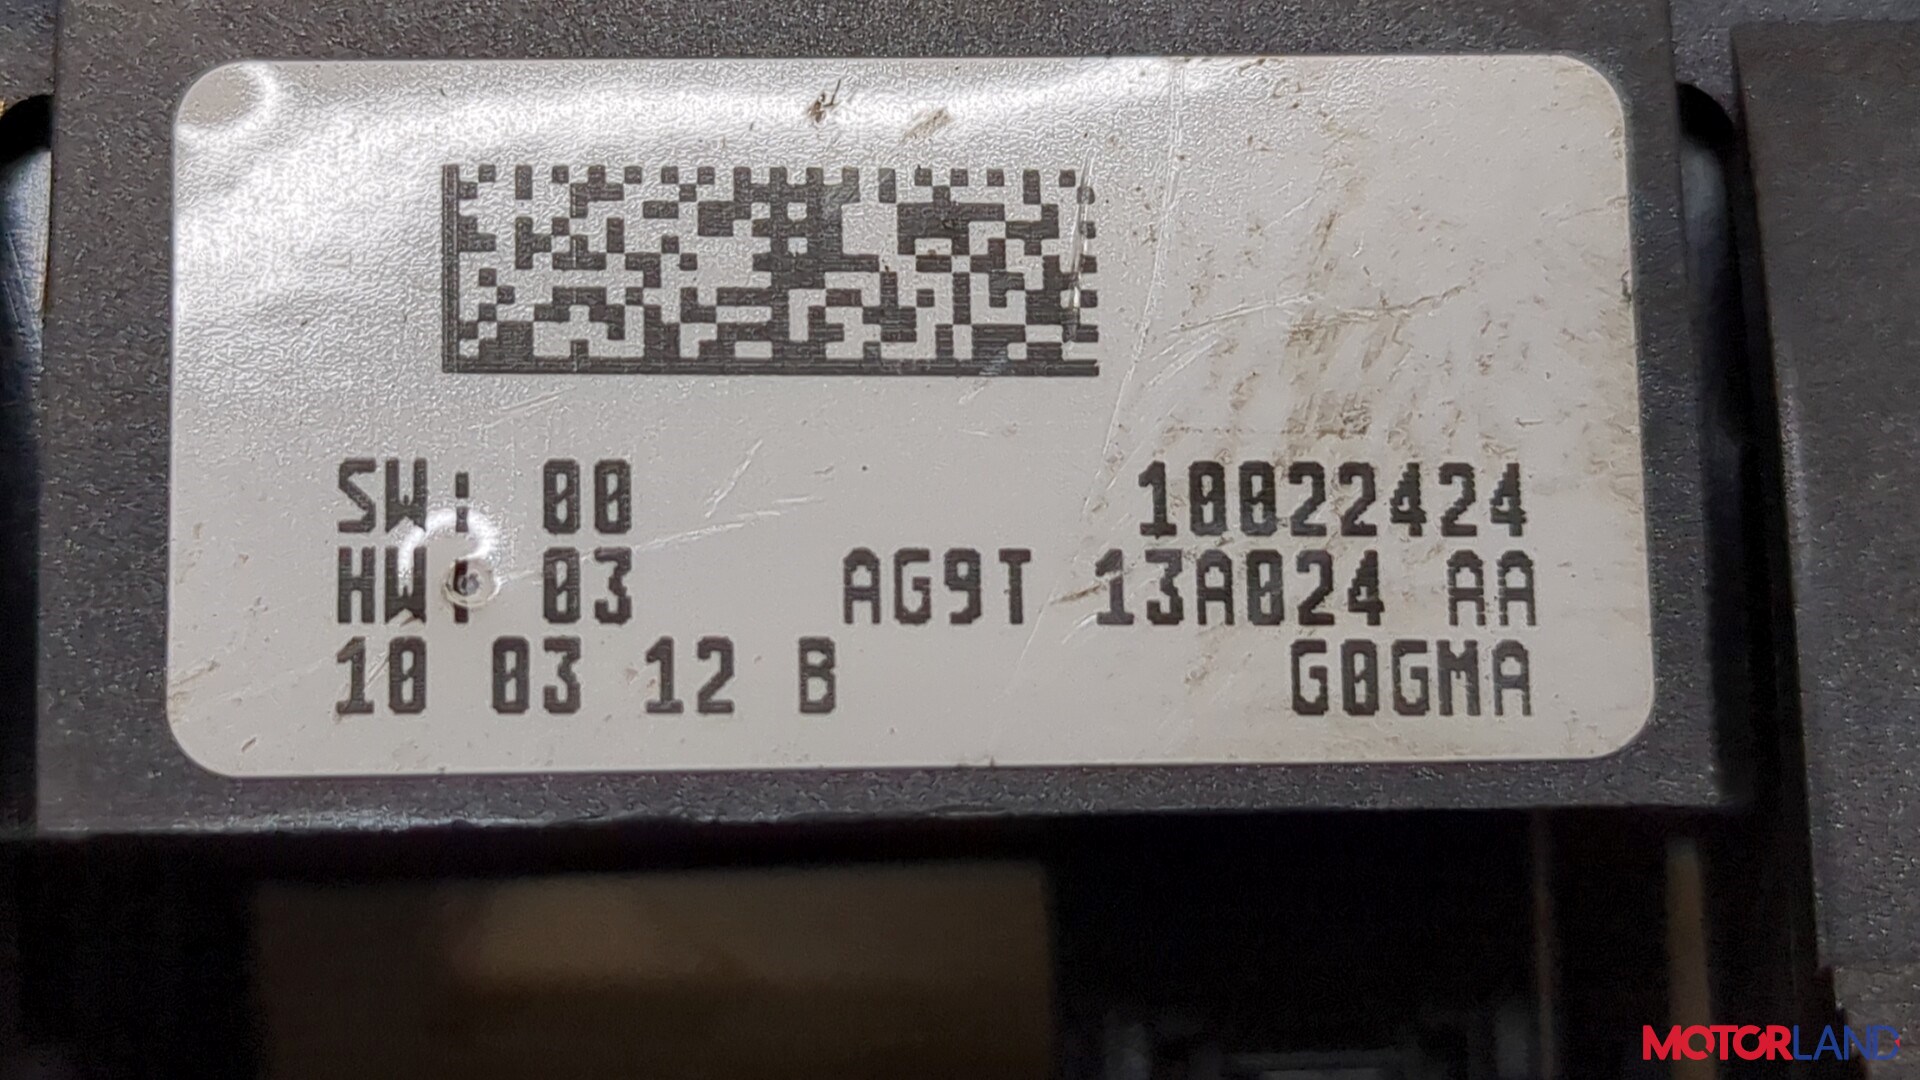 SW: 00 10022424
HW: 03 AG9T 13A024 AA
10 03 12 B G0GMA
MOTORLAND